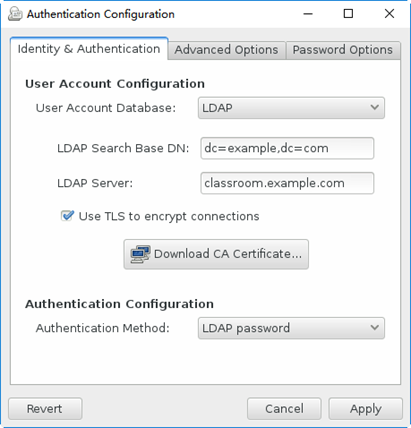 Authentication Configuration
Identity & Authentication Advanced Options Password Options
User Account Configuration
User Account Database: LDAP
LDAP Search Base DN: dc=example,dc=com
LDAP Server: classroom.example.com
Use TLS to encrypt connections
Download CA Certificate...
Authentication Configuration
Authentication Method: LDAP password
Revert Cancel Apply